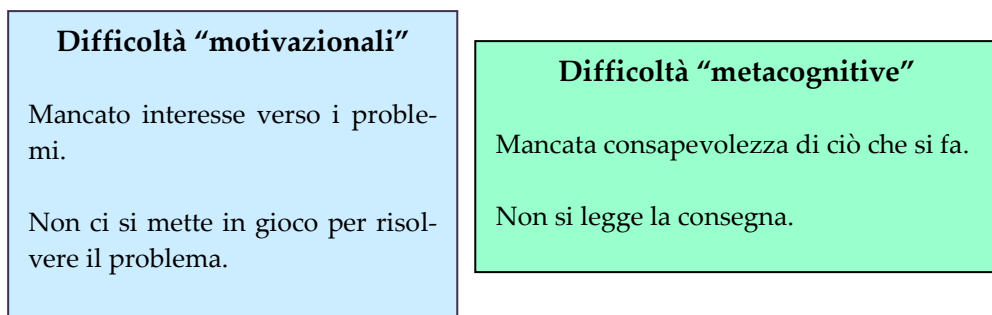 Difficoltà “motivazionali”
Mancato interesse verso i proble-
mi.
Non ci si mette in gioco per risol-
vere il problema.
Difficoltà “metacognitive”
Mancata consapevolezza di ciò che si fa.
Non si legge la consegna.